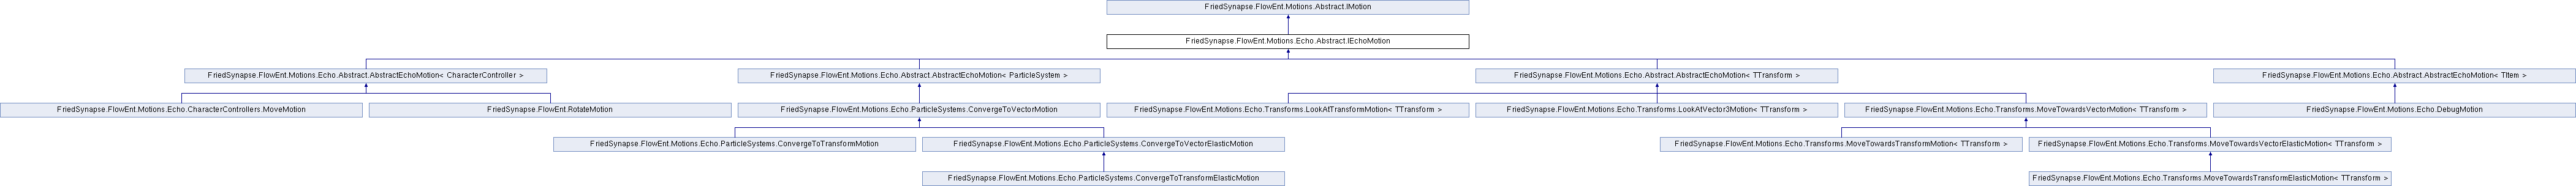 FriedSynapse.FlowEnt.Motions.Abstract.IMotion
FriedSynapse.FlowEnt.Motions.Echo.Abstract.IEchoMotion
FriedSynapse.FlowEnt.Motions.Echo.Abstract.AbstractEchoMotion< CharacterController >
FriedSynapse.FlowEnt.Motions.Echo.Abstract.AbstractEchoMotion< ParticleSystem >
FriedSynapse.FlowEnt.Motions.Echo.Abstract.AbstractEchoMotion< TTransform >
FriedSynapse.FlowEnt.Motions.Echo.Abstract.AbstractEchoMotion< TItem >
FriedSynapse.FlowEnt.Motions.Echo.CharacterControllers.MoveMotion
FriedSynapse.FlowEnt.RotateMotion
FriedSynapse.FlowEnt.Motions.Echo.ParticleSystems.ConvergeToVectorMotion
FriedSynapse.FlowEnt.Motions.Echo.Transforms.LookAtTransformMotion< TTransform >
FriedSynapse.FlowEnt.Motions.Echo.Transforms.LookAtVector3Motion< TTransform >
FriedSynapse.FlowEnt.Motions.Echo.Transforms.MoveTowardsVectorMotion< TTransform >
FriedSynapse.FlowEnt.Motions.Echo.DebugMotion
FriedSynapse.FlowEnt.Motions.Echo.ParticleSystems.ConvergeToTransformMotion
FriedSynapse.FlowEnt.Motions.Echo.ParticleSystems.ConvergeToVectorElasticMotion
FriedSynapse.FlowEnt.Motions.Echo.Transforms.MoveTowardsTransformMotion< TTransform >
FriedSynapse.FlowEnt.Motions.Echo.Transforms.MoveTowardsVectorElasticMotion< TTransform >
FriedSynapse.FlowEnt.Motions.Echo.ParticleSystems.ConvergeToTransformElasticMotion
FriedSynapse.FlowEnt.Motions.Echo.Transforms.MoveTowardsTransformElasticMotion< TTransform >